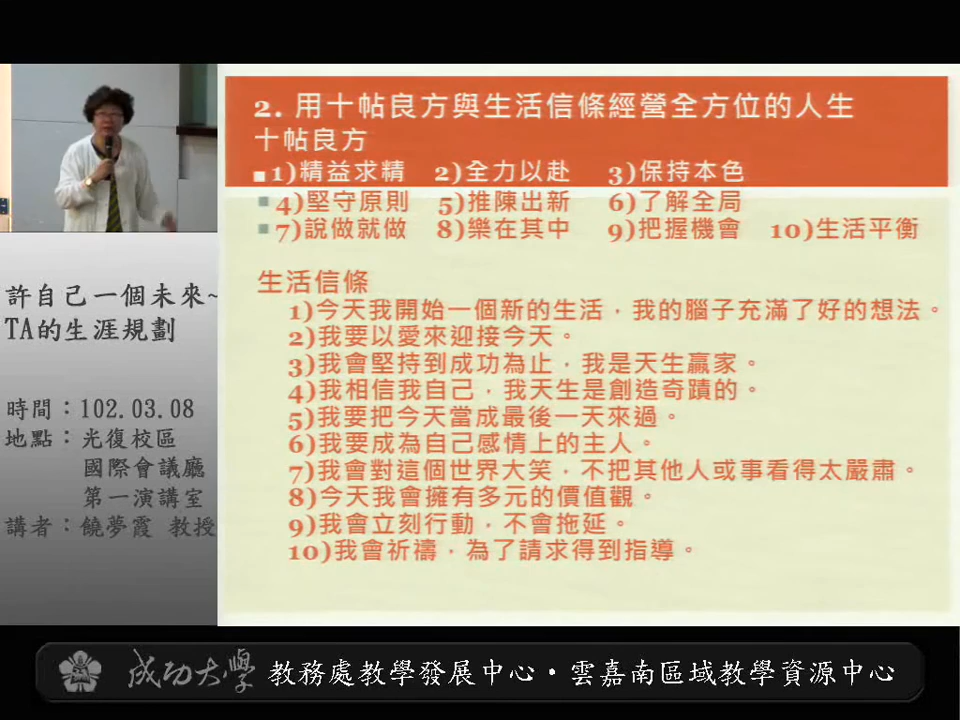 2. 用十帖良方與生活信條經營全方位的人生
十帖良方
1)精益求精 2)全力以赴 3)保持本色
4)堅守原則 5)推陳出新 6)了解全局
7)說做就做 8)樂在其中 9)把握機會 10)生活平衡
生活信條
1)今天我開始一個新的生活，我的腦子充滿了好的想法。
2)我要以愛來迎接今天。
3)我會堅持到成功為止，我是天生贏家。
4)我相信我自己，我天生是創造奇蹟的。
5)我要把今天當成最後一天來過。
6)我要成為自己感情上的主人。
7)我會對這個世界大笑，不把其他人或事看得太嚴肅。
8)今天我會擁有多元的價值觀。
9)我會立刻行動，不會拖延。
10)我會祈禱，為了請求得到指導。
許自己一個未來~
TA的生涯規劃
時間：102.03.08
地點：光復校區
國際會議廳
第一演講室
講者：饒夢霞 教授
成功大學 教務處教學發展中心·雲嘉南區域教學資源中心